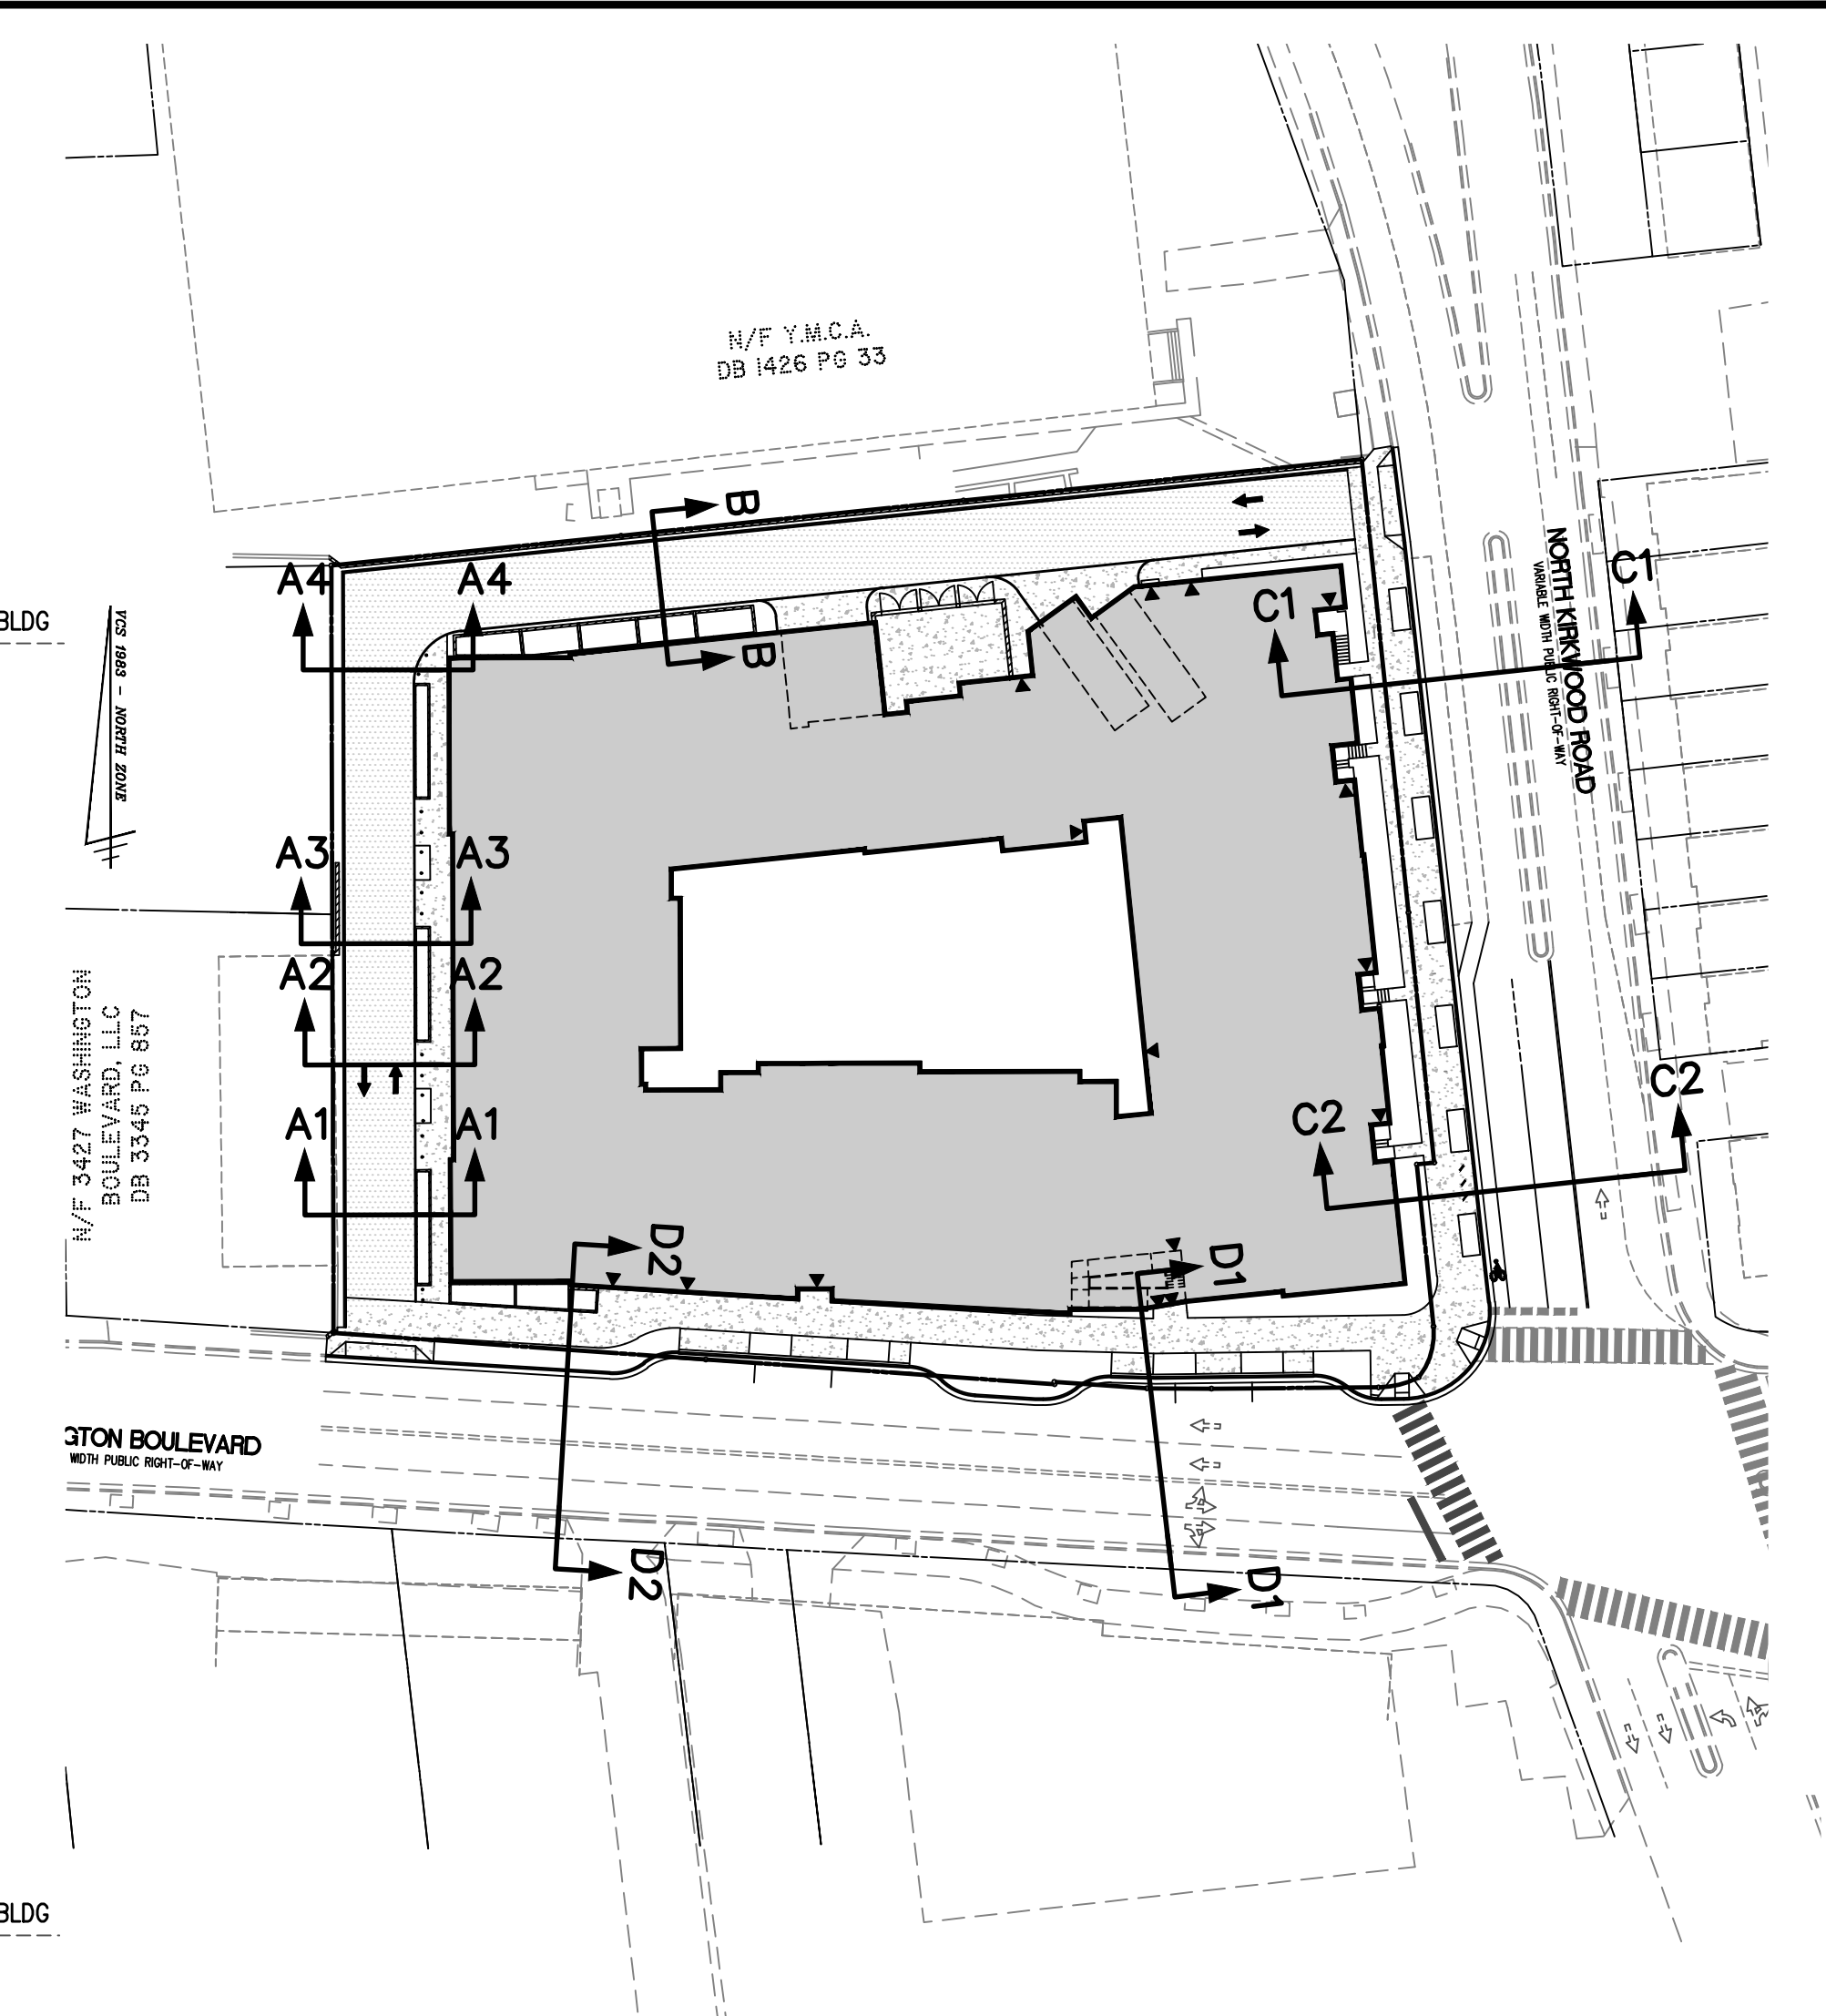 N/F Y.M.C.A.
DB 1426 PG 33
B
B
A4
A4
BLDG
VCS 1983 - NORTH ZONE
C1
C1
NORTH KIRKWOOD ROAD
VARIABLE WIDTH PUBLIC RIGHT-OF-WAY
A3
A3
A2
A2
N/F 3427 WASHINGTON
BOULEVARD, LLC
DB 3345 PG 857
A1
A1
C2
C2
D2
D1
GTON BOULEVARD
WIDTH PUBLIC RIGHT-OF-WAY
D2
D1
BLDG